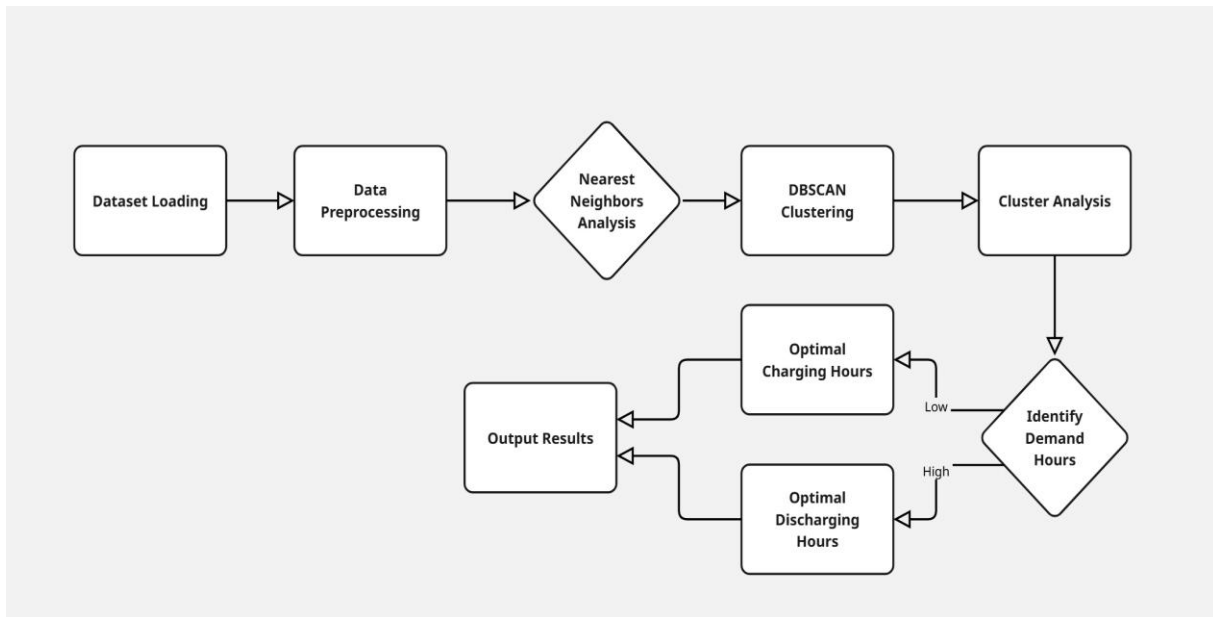 Dataset Loading
Data
Preprocessing
Nearest
Neighbors
Analysis
DBSCAN
Clustering
Cluster Analysis
Identify
Demand
Hours
Low
High
Optimal
Charging Hours
Optimal
Discharging
Hours
Output Results